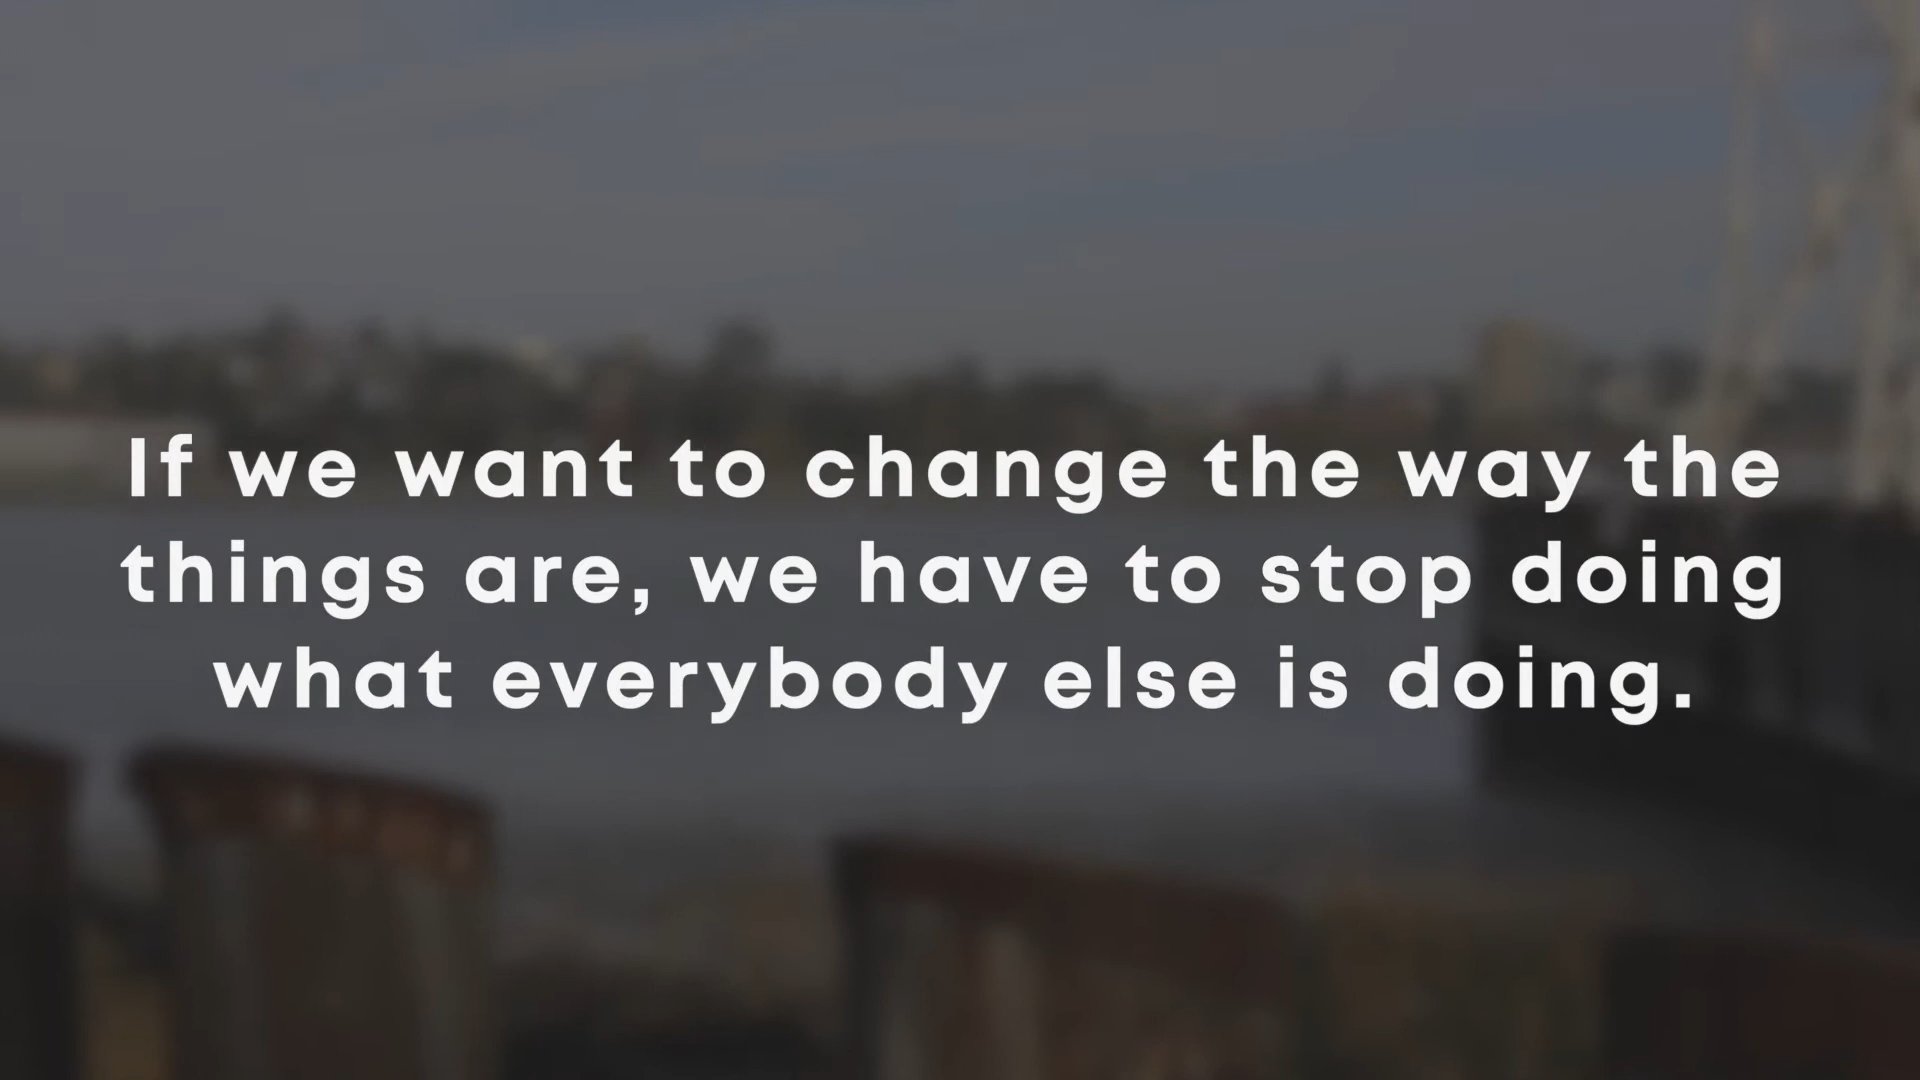 If we want to change the way the
things are, we have to stop doing
what everybody else is doing.